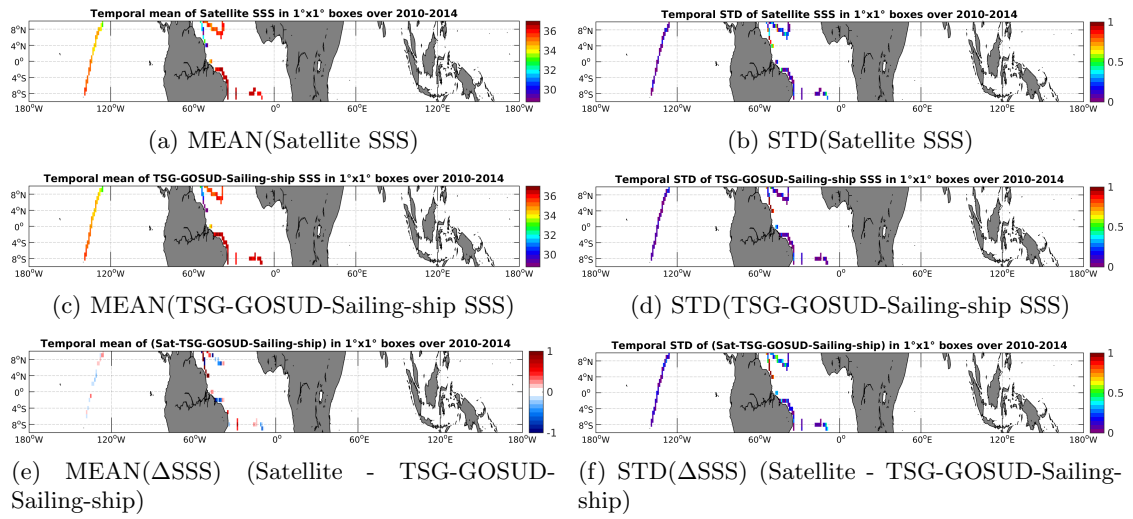 Temporal mean of Satellite SSS in 1°x1° boxes over 2010-2014
8°N
4°N
0°
4°S
8°S
180°W
120°W
60°W
0°
60°E
120°E
180°W
36
34
32
30
(a) MEAN(Satellite SSS)
Temporal STD of Satellite SSS in 1°x1° boxes over 2010-2014
8°N
4°N
0°
4°S
8°S
180°W
120°W
60°W
0°
60°E
120°E
180°W
1
0.5
0
(b) STD(Satellite SSS)
Temporal mean of TSG-GOSUD-Sailing-ship SSS in 1°x1° boxes over 2010-2014
8°N
4°N
0°
4°S
8°S
180°W
120°W
60°W
0°
60°E
120°E
180°W
36
34
32
30
(c) MEAN(TSG-GOSUD-Sailing-ship SSS)
Temporal STD of TSG-GOSUD-Sailing-ship SSS in 1°x1° boxes over 2010-2014
8°N
4°N
0°
4°S
8°S
180°W
120°W
60°W
0°
60°E
120°E
180°W
1
0.5
0
(d) STD(TSG-GOSUD-Sailing-ship SSS)
Temporal mean of (Sat-TSG-GOSUD-Sailing-ship) in 1°x1° boxes over 2010-2014
8°N
4°N
0°
4°S
8°S
180°W
120°W
60°W
0°
60°E
120°E
180°W
1
0.5
0
-0.5
-1
(e) MEAN(ΔSSS) (Satellite - TSG-GOSUD-
Sailing-ship)
Temporal STD of (Sat-TSG-GOSUD-Sailing-ship) in 1°x1° boxes over 2010-2014
8°N
4°N
0°
4°S
8°S
180°W
120°W
60°W
0°
60°E
120°E
180°W
1
0.5
0
(f) STD(ΔSSS) (Satellite - TSG-GOSUD-Sailing-
ship)